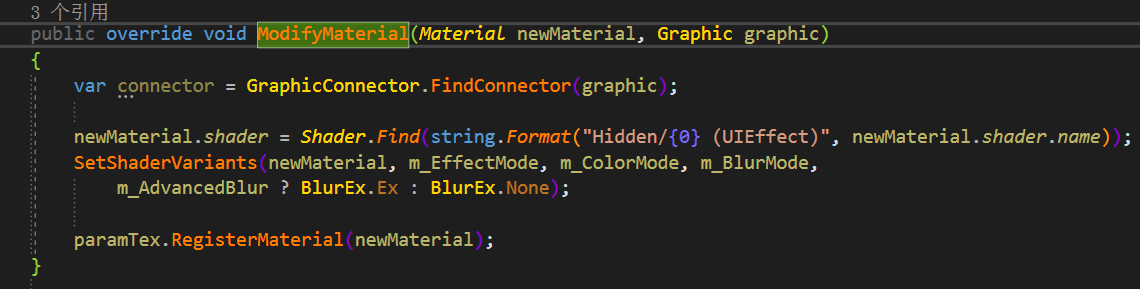 3 个引用
public override void ModifyMaterial(Material newMaterial, Graphic graphic)
{
var connector = GraphicConnector.FindConnector(graphic);
newMaterial.shader = Shader.Find(string.Format("Hidden/{0} (UIEffect)", newMaterial.shader.name));
SetShaderVariants(newMaterial, m_EffectMode, m_ColorMode, m_BlurMode,
m_AdvancedBlur ? BlurEx.Ex : BlurEx.None);
paramTex.RegisterMaterial(newMaterial);
}